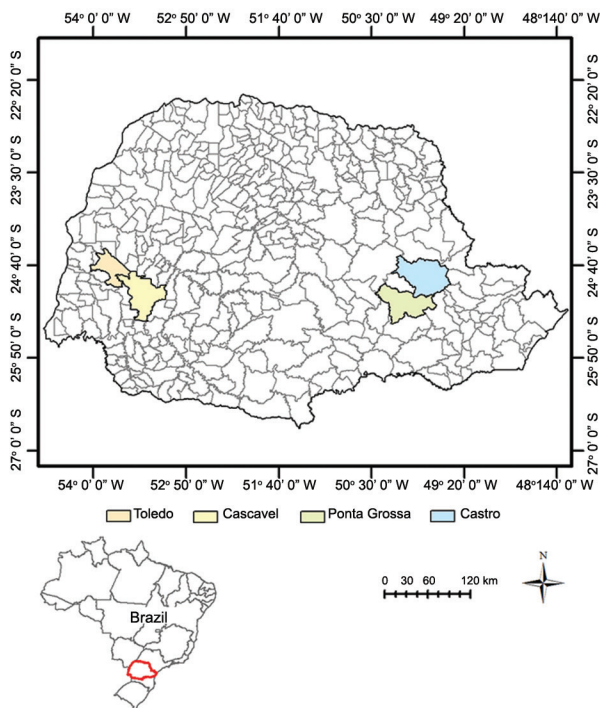 54° 0' 0" W 52° 50' 0" W 51° 40' 0" W 50° 30' 0" W 49° 20' 0" W 48°140' 0" W
22° 20' 0" S 22° 20' 0" S
23° 30' 0" S 23° 30' 0" S
24° 40' 0" S 24° 40' 0" S
25° 50' 0" S 25° 50' 0" S
27° 0' 0" S 27° 0' 0" S
54° 0' 0" W 52° 50' 0" W 51° 40' 0" W 50° 30' 0" W 49° 20' 0" W 48°140' 0" W
Toledo Cascavel Ponta Grossa Castro
Brazil
N
0 30 60 120 km